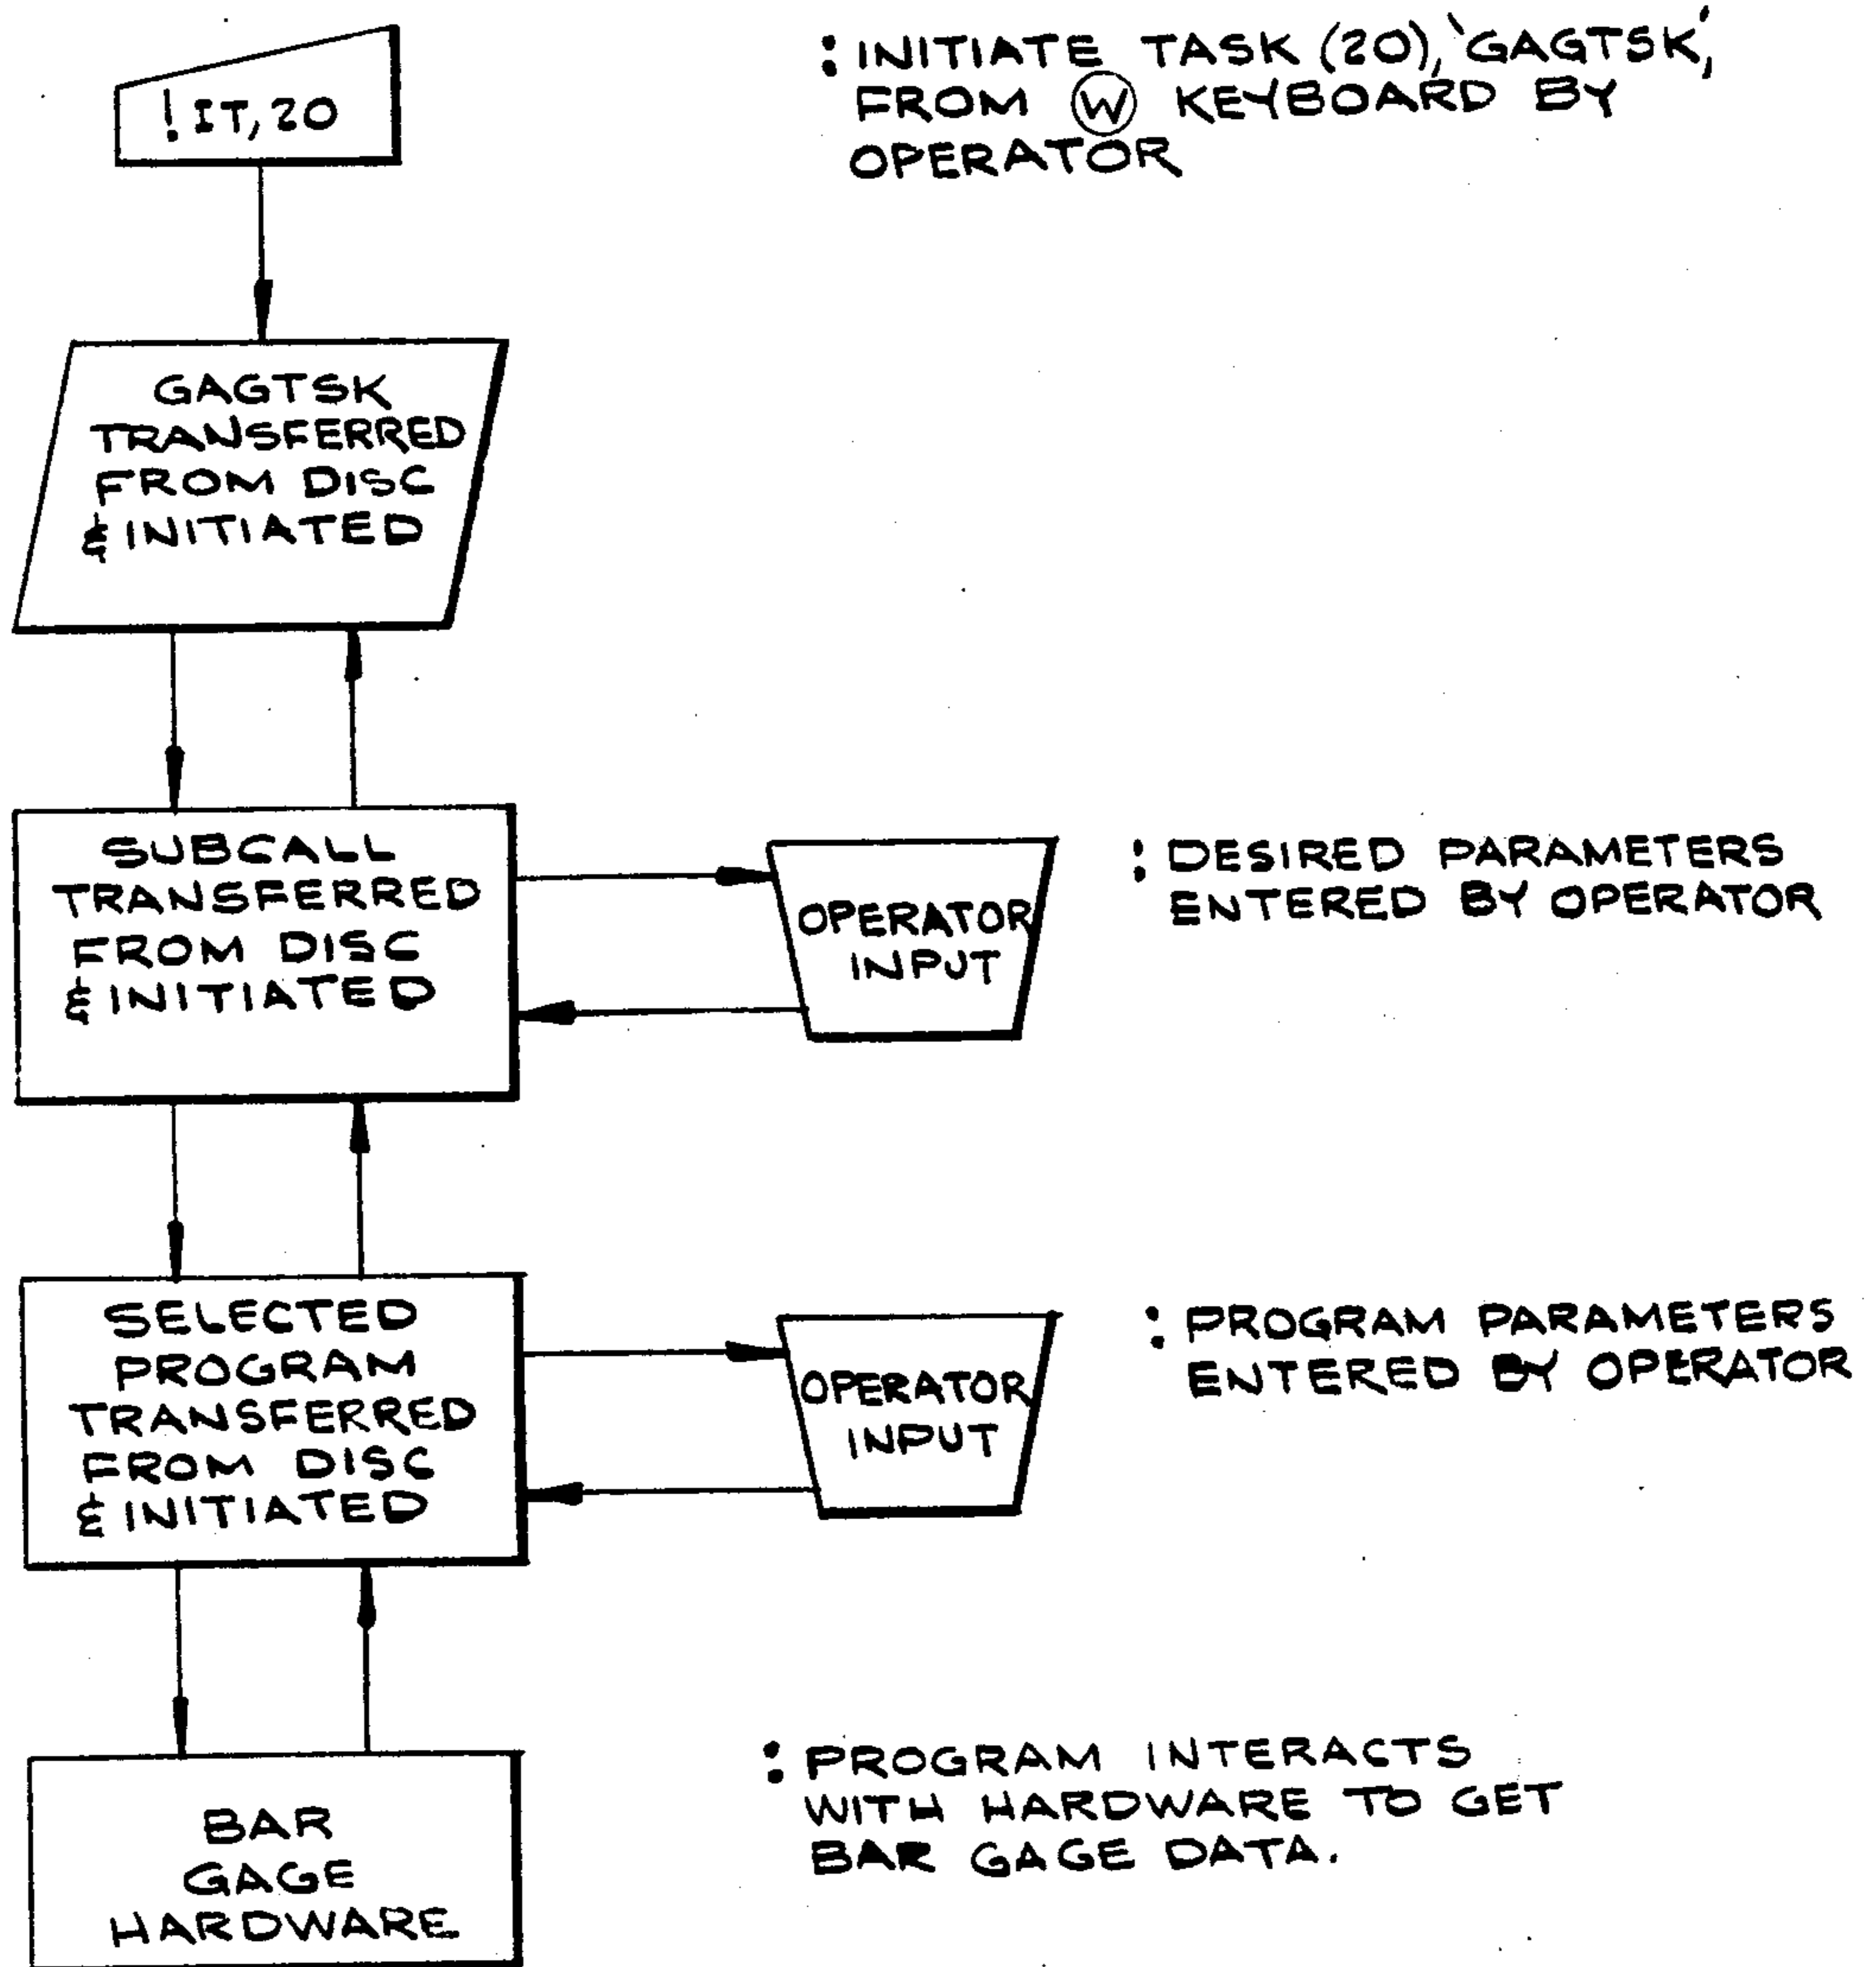 ! IT, 20
: INITIATE TASK (20), 'GAGTSK',
FROM Ⓦ KEYBOARD BY
OPERATOR
GAGTSK
TRANSFERRED
FROM DISC
& INITIATED
SUBCALL
TRANSFERRED
FROM DISC
& INITIATED
OPERATOR
INPUT
: DESIRED PARAMETERS
ENTERED BY OPERATOR
SELECTED
PROGRAM
TRANSFERRED
FROM DISC
& INITIATED
OPERATOR
INPUT
: PROGRAM PARAMETERS
ENTERED BY OPERATOR
BAR
GAGE
HARDWARE
: PROGRAM INTERACTS
WITH HARDWARE TO GET
BAR GAGE DATA.